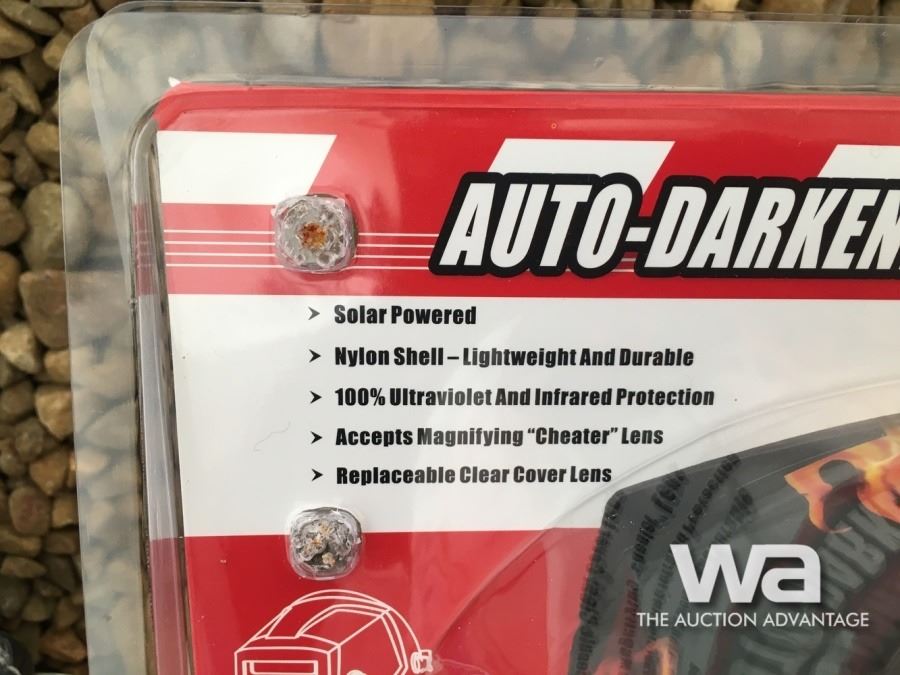 AUTO-DARKEN
➤ Solar Powered
➤ Nylon Shell – Lightweight And Durable
➤ 100% Ultraviolet And Infrared Protection
➤ Accepts Magnifying “Cheater” Lens
➤ Replaceable Clear Cover Lens
wa
THE AUCTION ADVANTAGE